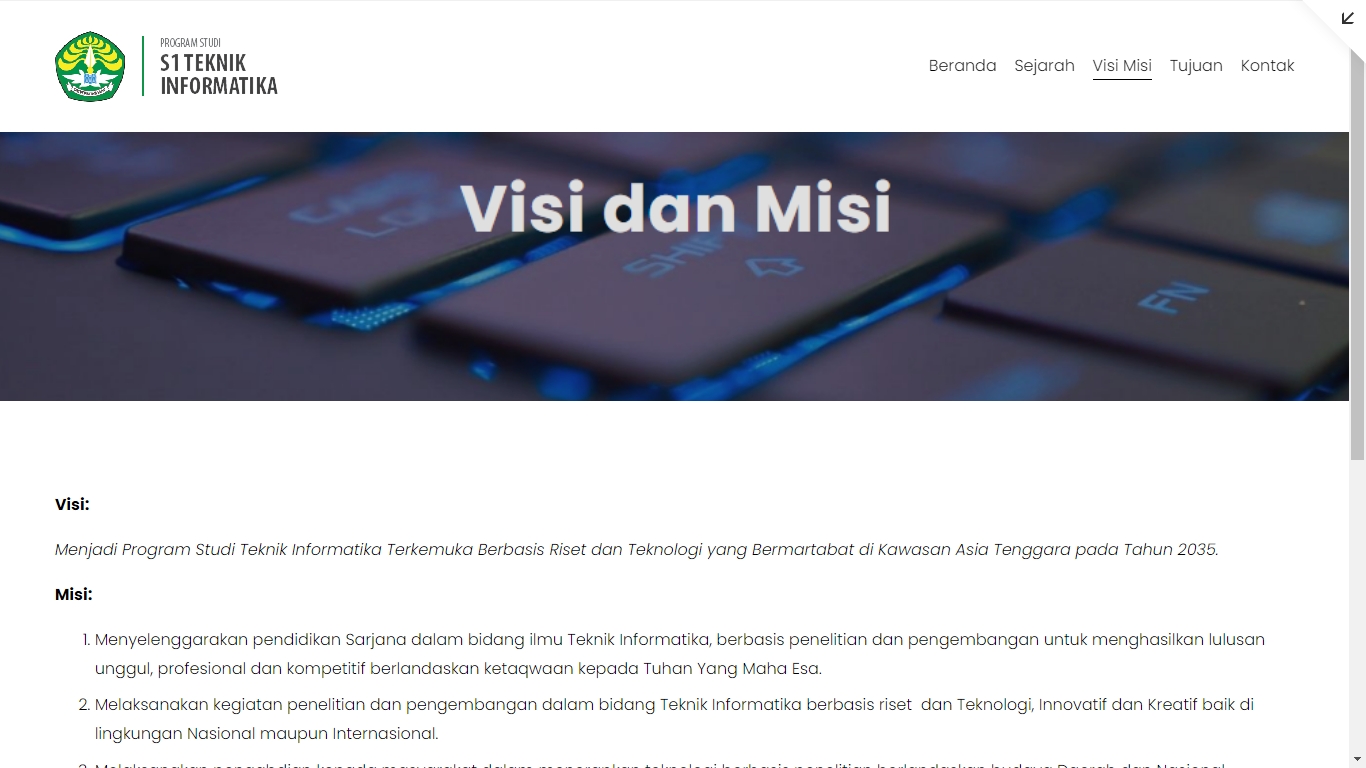 PROGRAM STUDI
S1 TEKNIK
INFORMATIKA
Beranda Sejarah Visi Misi Tujuan Kontak
Visi dan Misi
SHIFT
FN
Visi:
Menjadi Program Studi Teknik Informatika Terkemuka Berbasis Riset dan Teknologi yang Bermartabat di Kawasan Asia Tenggara pada Tahun 2035.
Misi:
1. Menyelenggarakan pendidikan Sarjana dalam bidang ilmu Teknik Informatika, berbasis penelitian dan pengembangan untuk menghasilkan lulusan
unggul, profesional dan kompetitif berlandaskan ketaqwaan kepada Tuhan Yang Maha Esa.
2. Melaksanakan kegiatan penelitian dan pengembangan dalam bidang Teknik Informatika berbasis riset  dan Teknologi, Innovatif dan Kreatif baik di
lingkungan Nasional maupun Internasional.